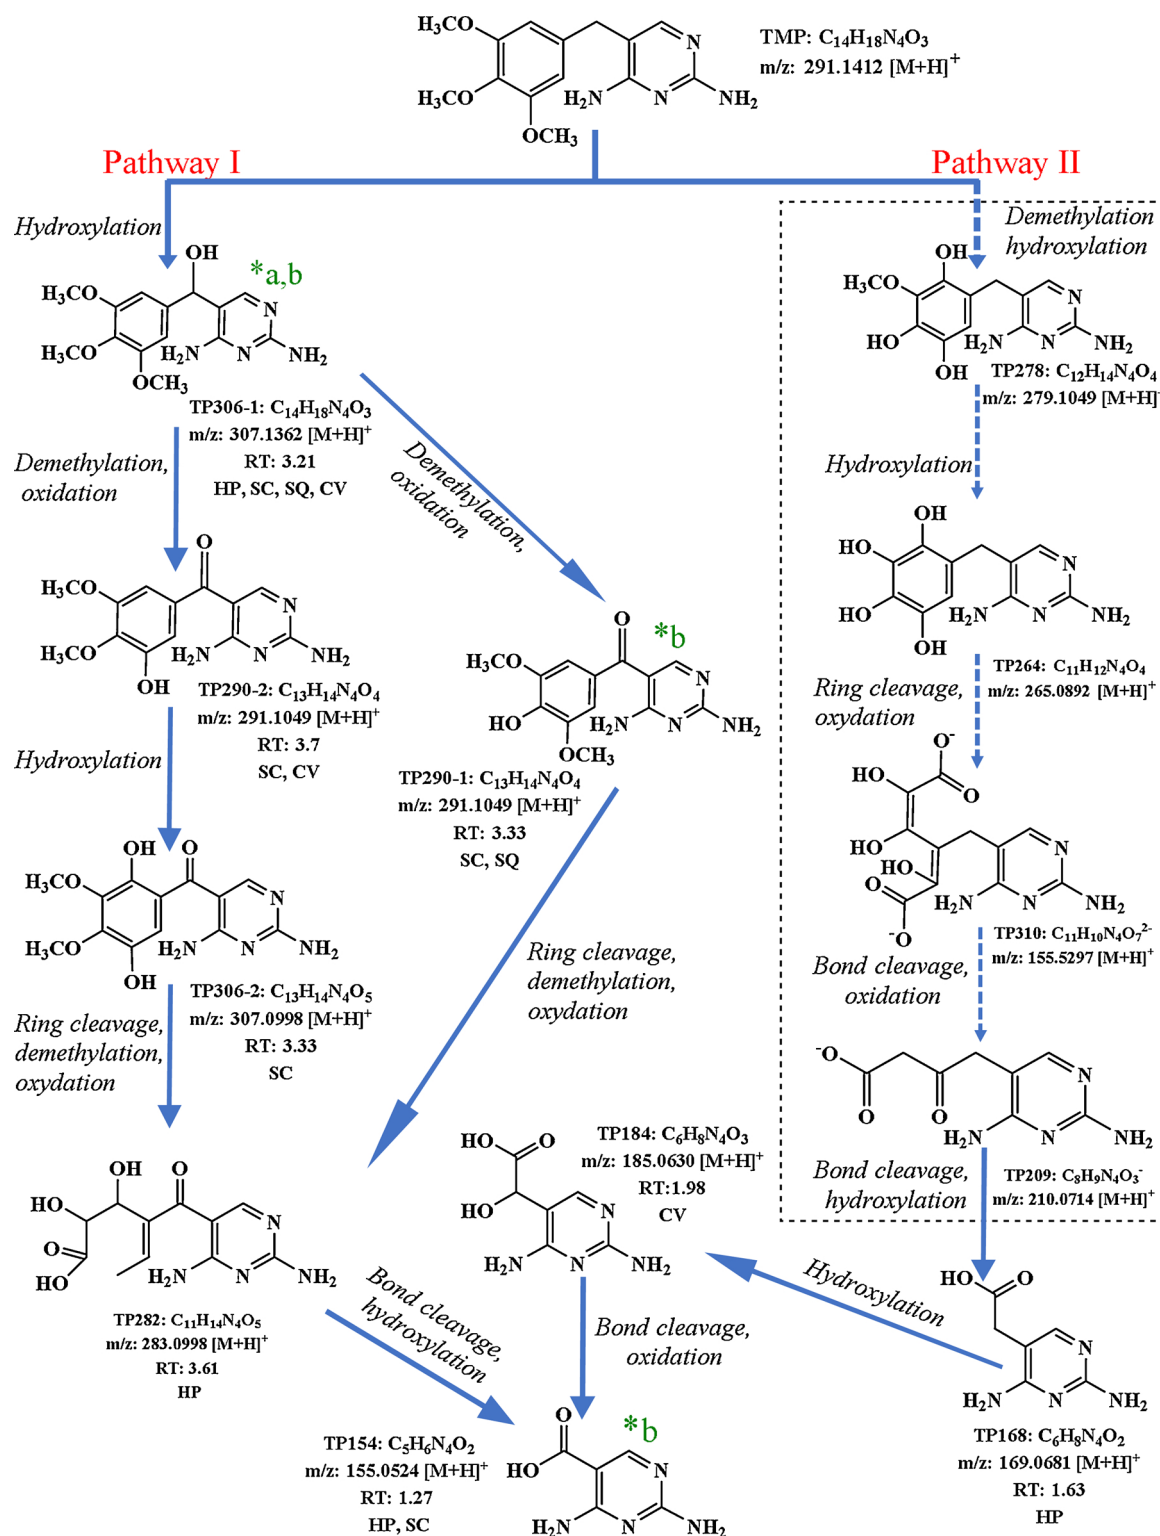 H₃CO
N
TMP: C₁₄H₁₈N₄O₃
m/z: 291.1412 [M+H]⁺
H₃CO
H₂N
N
NH₂
OCH₃
Pathway I
Pathway II
Hydroxylation
Demethylation
hydroxylation
OH
*a,b
H₃CO
N
H₃CO
H₂N
N
NH₂
OCH₃
TP306-1: C₁₄H₁₈N₄O₃
m/z: 307.1362 [M+H]⁺
RT: 3.21
HP, SC, SQ, CV
OH
H₃CO
N
HO
H₂N
N
NH₂
OH
TP278: C₁₂H₁₄N₄O₄
m/z: 279.1049 [M+H]
Demethylation,
oxidation
Demethylation,
oxidation
Hydroxylation
O
H₃CO
N
H₃CO
H₂N
N
NH₂
OH
TP290-2: C₁₃H₁₄N₄O₄
m/z: 291.1049 [M+H]⁺
RT: 3.7
SC, CV
O
*b
H₃CO
N
HO
H₂N
N
NH₂
OCH₃
TP290-1: C₁₃H₁₄N₄O₄
m/z: 291.1049 [M+H]⁺
RT: 3.33
SC, SQ
OH
HO
N
HO
H₂N
N
NH₂
OH
TP264: C₁₁H₁₂N₄O₄
m/z: 265.0892 [M+H]⁺
Hydroxylation
Ring cleavage,
oxydation
OH
O
H₃CO
N
H₃CO
H₂N
N
NH₂
OH
TP306-2: C₁₃H₁₄N₄O₅
m/z: 307.0998 [M+H]⁺
RT: 3.33
SC
O⁻
HO
O
HO
N
HO
O
H₂N
N
NH₂
⁻O
TP310: C₁₁H₁₀N₄O₇²⁻
m/z: 155.5297 [M+H]⁺
Ring cleavage,
demethylation,
oxydation
Ring cleavage,
demethylation,
oxydation
Bond cleavage,
oxidation
⁻O
N
O
O
H₂N
N
NH₂
TP209: C₈H₉N₄O₃⁻
m/z: 210.0714 [M+H]⁺
Bond cleavage,
hydroxylation
OH
O
HO
N
O
HO
H₂N
N
NH₂
TP282: C₁₁H₁₄N₄O₅
m/z: 283.0998 [M+H]⁺
RT: 3.61
HP
HO
O
HO
N
H₂N
N
NH₂
TP184: C₆H₈N₄O₃
m/z: 185.0630 [M+H]⁺
RT:1.98
CV
Bond cleavage,
hydroxylation
Bond cleavage,
oxidation
Hydroxylation
HO
O
N
H₂N
N
NH₂
TP168: C₆H₈N₄O₂
m/z: 169.0681 [M+H]⁺
RT: 1.63
HP
O
*b
HO
N
H₂N
N
NH₂
TP154: C₅H₆N₄O₂
m/z: 155.0524 [M+H]⁺
RT: 1.27
HP, SC